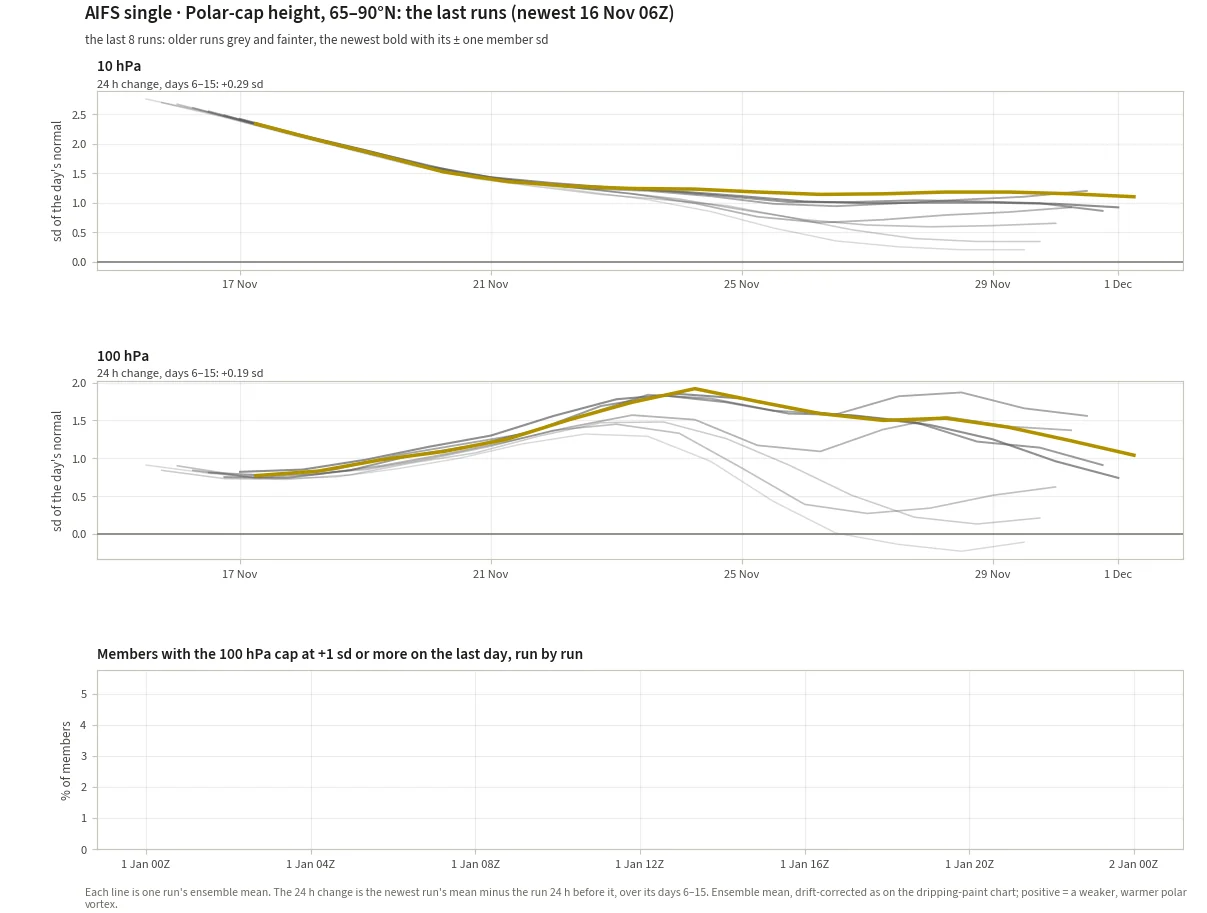 AIFS single · Polar-cap height, 65–90°N: the last runs (newest 16 Nov 06Z)
the last 8 runs: older runs grey and fainter, the newest bold with its ± one member sd
10 hPa
24 h change, days 6–15: +0.29 sd
sd of the day's normal
2.5
2.0
1.5
1.0
0.5
0.0
17 Nov
21 Nov
25 Nov
29 Nov
1 Dec
100 hPa
24 h change, days 6–15: +0.19 sd
sd of the day's normal
2.0
1.5
1.0
0.5
0.0
17 Nov
21 Nov
25 Nov
29 Nov
1 Dec
Members with the 100 hPa cap at +1 sd or more on the last day, run by run
% of members
5
4
3
2
1
0
1 Jan 00Z
1 Jan 04Z
1 Jan 08Z
1 Jan 12Z
1 Jan 16Z
1 Jan 20Z
2 Jan 00Z
Each line is one run's ensemble mean. The 24 h change is the newest run's mean minus the run 24 h before it, over its days 6–15. Ensemble mean, drift-corrected as on the dripping-paint chart; positive = a weaker, warmer polar
vortex.